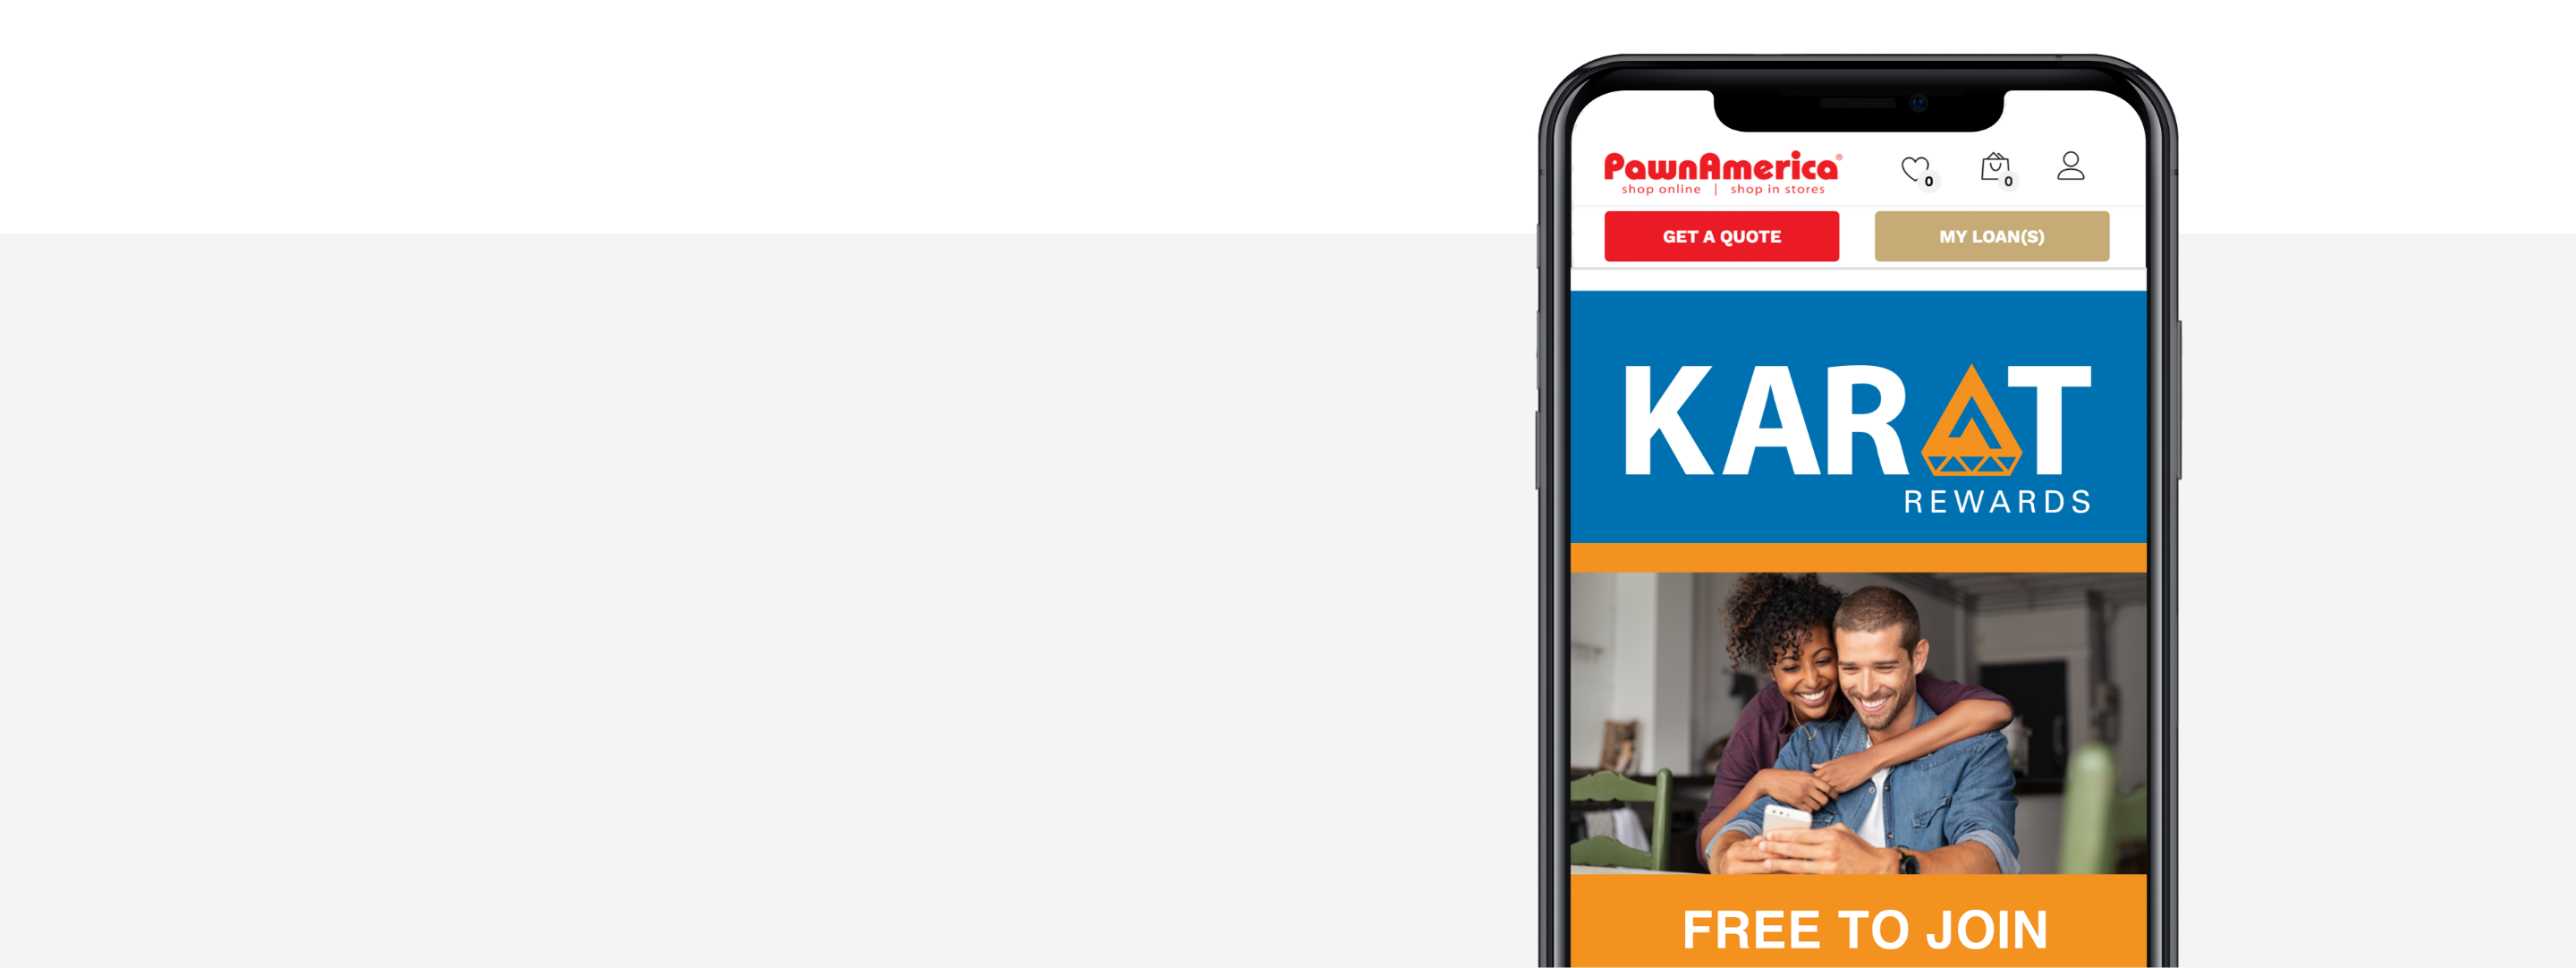 PawnAmerica®
shop online | shop in stores
0
0
GET A QUOTE
MY LOAN(S)
KARAT
REWARDS
FREE TO JOIN